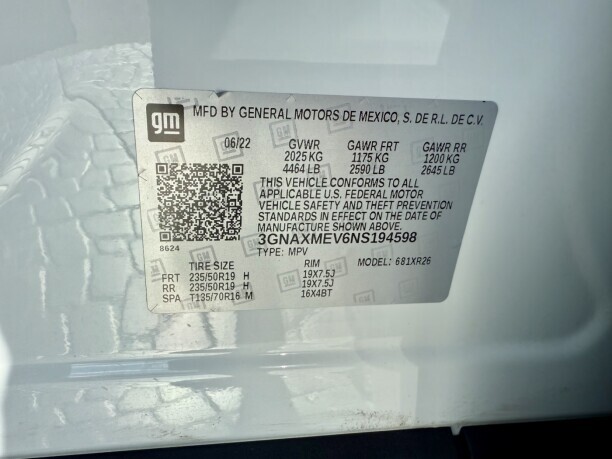 gm
MFD BY GENERAL MOTORS DE MEXICO, S. DE R.L. DE C.V.
06/22 GVWR GAWR FRT GAWR RR
2025 KG 1175 KG 1200 KG
4464 LB 2590 LB 2645 LB
THIS VEHICLE CONFORMS TO ALL
APPLICABLE U.S. FEDERAL MOTOR
VEHICLE SAFETY AND THEFT PREVENTION
STANDARDS IN EFFECT ON THE DATE OF
MANUFACTURE SHOWN ABOVE.
8624 3GNAXMEV6NS194598
TYPE: MPV MODEL: 681XR26
TIRE SIZE RIM
FRT 235/50R19 H 19X7.5J
RR 235/50R19 H 19X7.5J
SPA T135/70R16 M 16X4BT